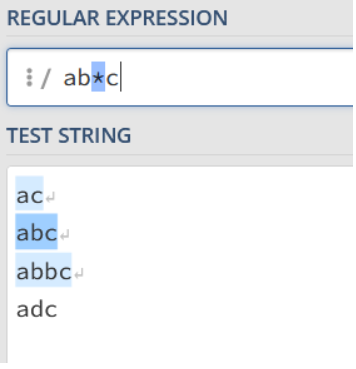 REGULAR EXPRESSION
⋮ / ab*c
TEST STRING
ac↵
abc↵
abbc↵
adc